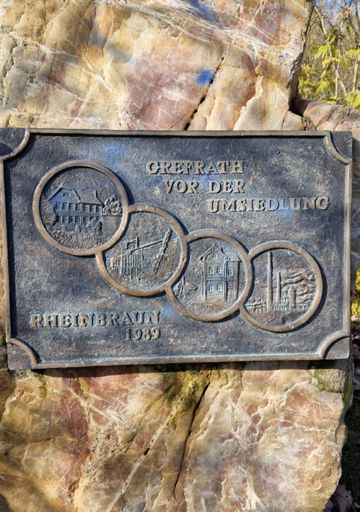 GREFRATH
VOR DER
UMSIEDLUNG
RHEINBRAUN
1989